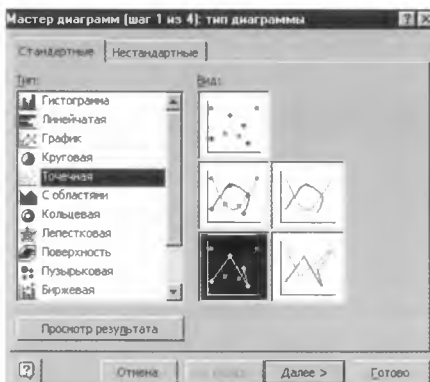 Мастер диаграмм (шаг 1 из 4): тип диаграммы
Стандартные
Нестандартные
Тип:
Вид:
Гистограмма
Линейчатая
График
Круговая
Точечная
С областями
Кольцевая
Лепестковая
Поверхность
Пузырьковая
Биржевая
Просмотр результата
Отмена
Далее >
Готово